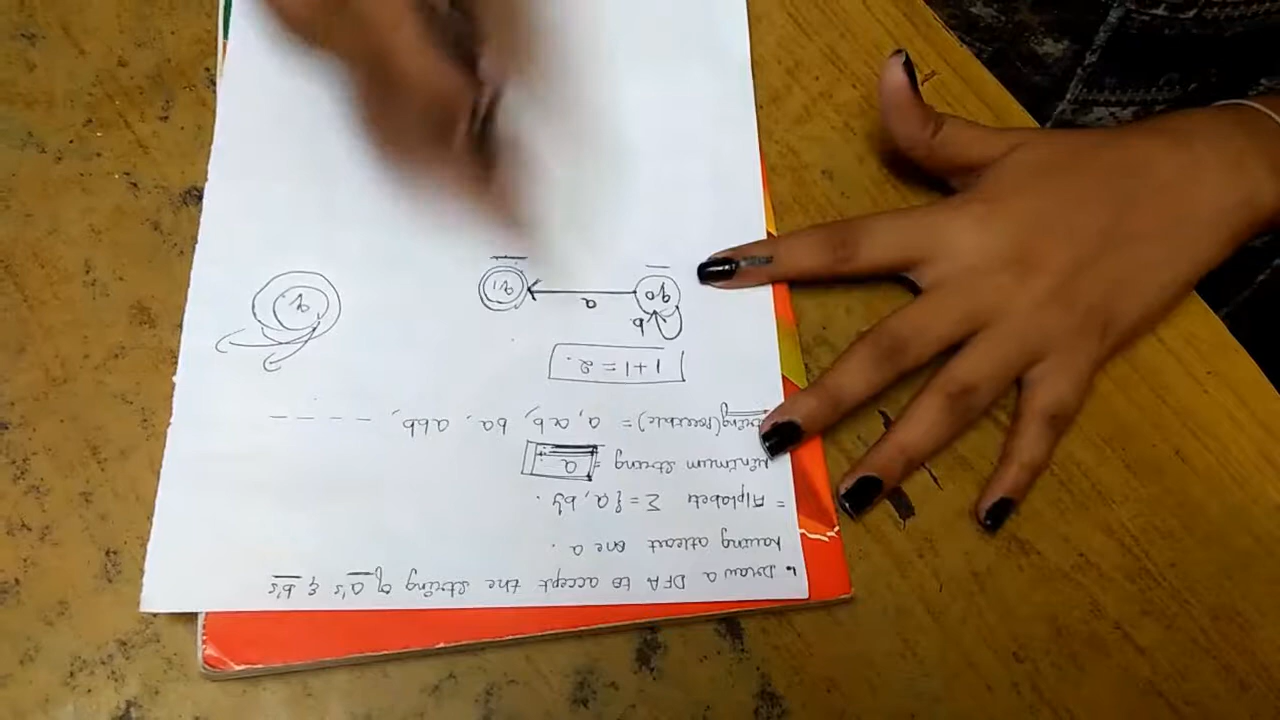 1. Draw a DFA to accept the string of a's & b's
having atleast one a.
= Alphabets Σ = {a, b}.
Minimum string = a
string(possible) = a, ab, ba, abb, ----
1+1=2.
b
q0 a q1
q1